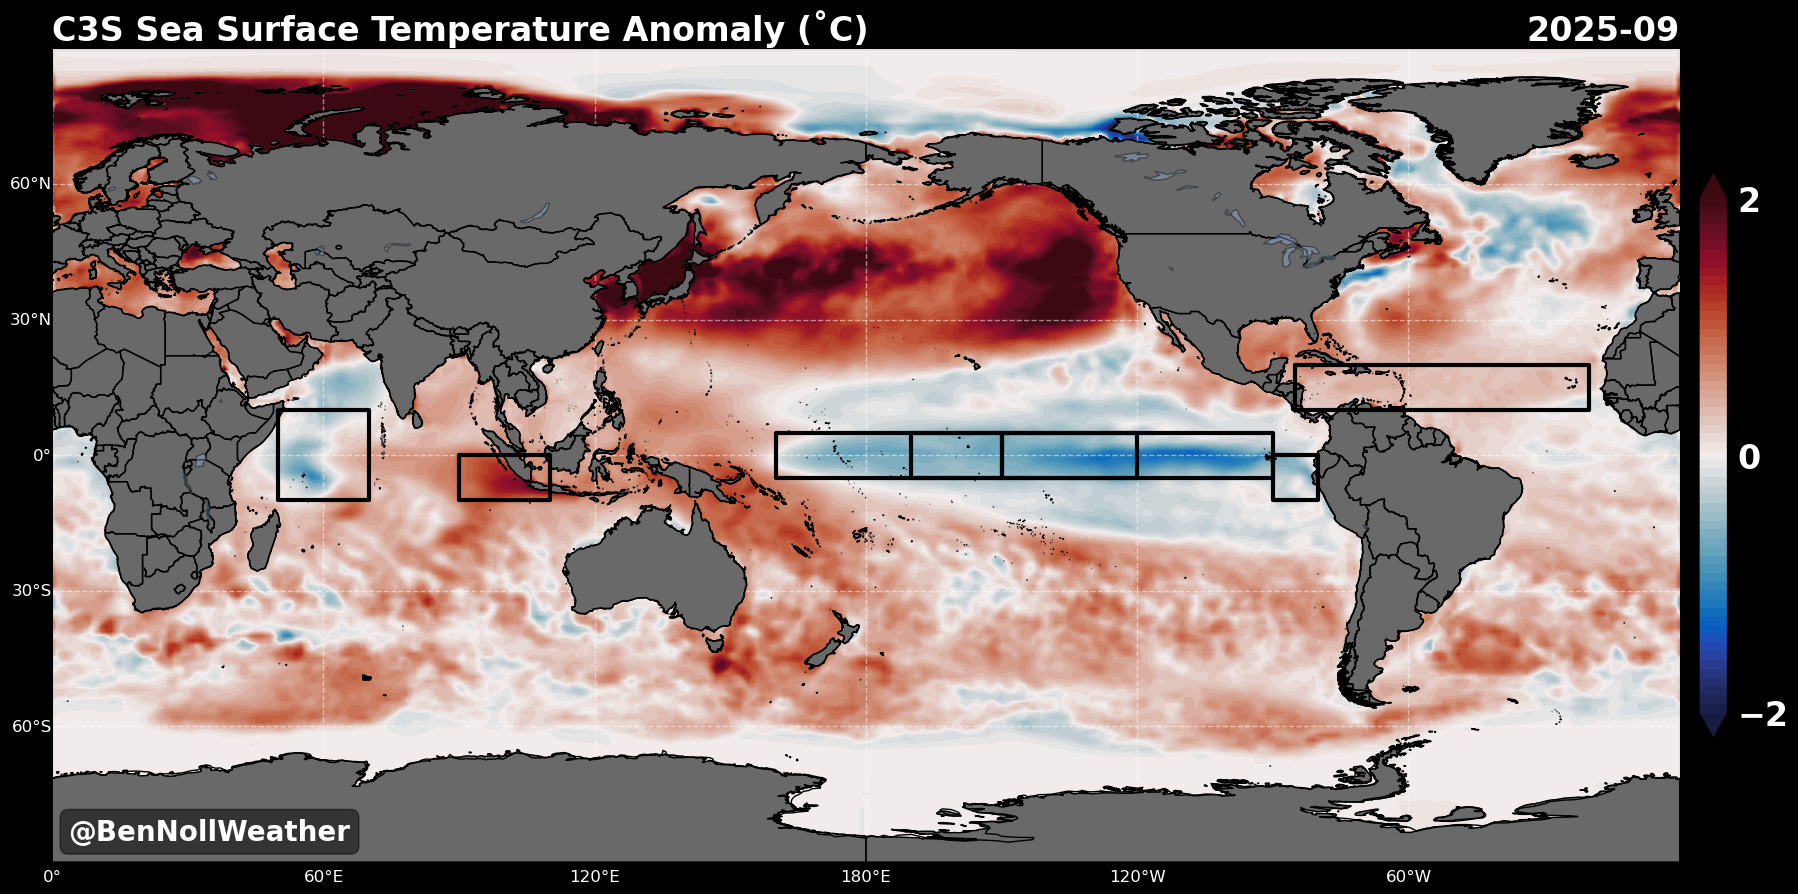 C3S Sea Surface Temperature Anomaly (˚C) 2025-09
60°N
30°N
0°
30°S
60°S
2
0
−2
@BenNollWeather
0° 60°E 120°E 180°E 120°W 60°W